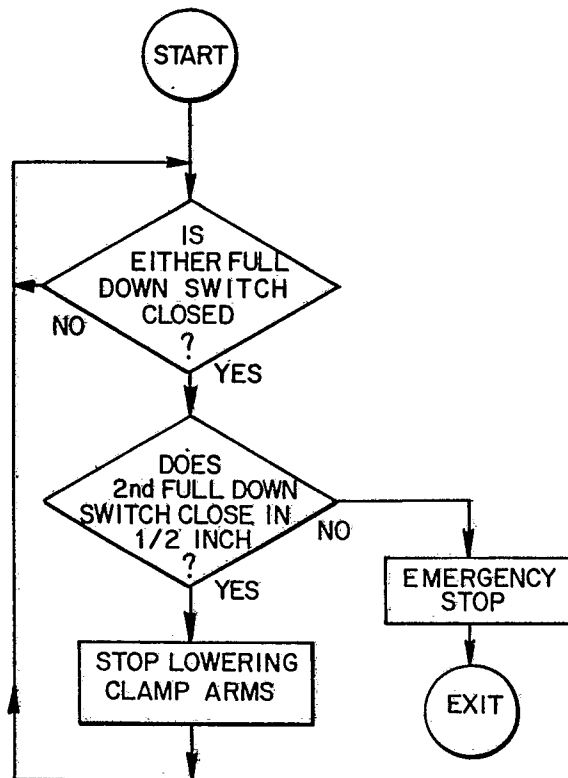 START
IS
EITHER FULL
DOWN SWITCH
CLOSED
?
NO
YES
DOES
2nd FULL DOWN
SWITCH CLOSE IN
1/2 INCH
?
NO
YES
EMERGENCY
STOP
STOP LOWERING
CLAMP ARMS
EXIT